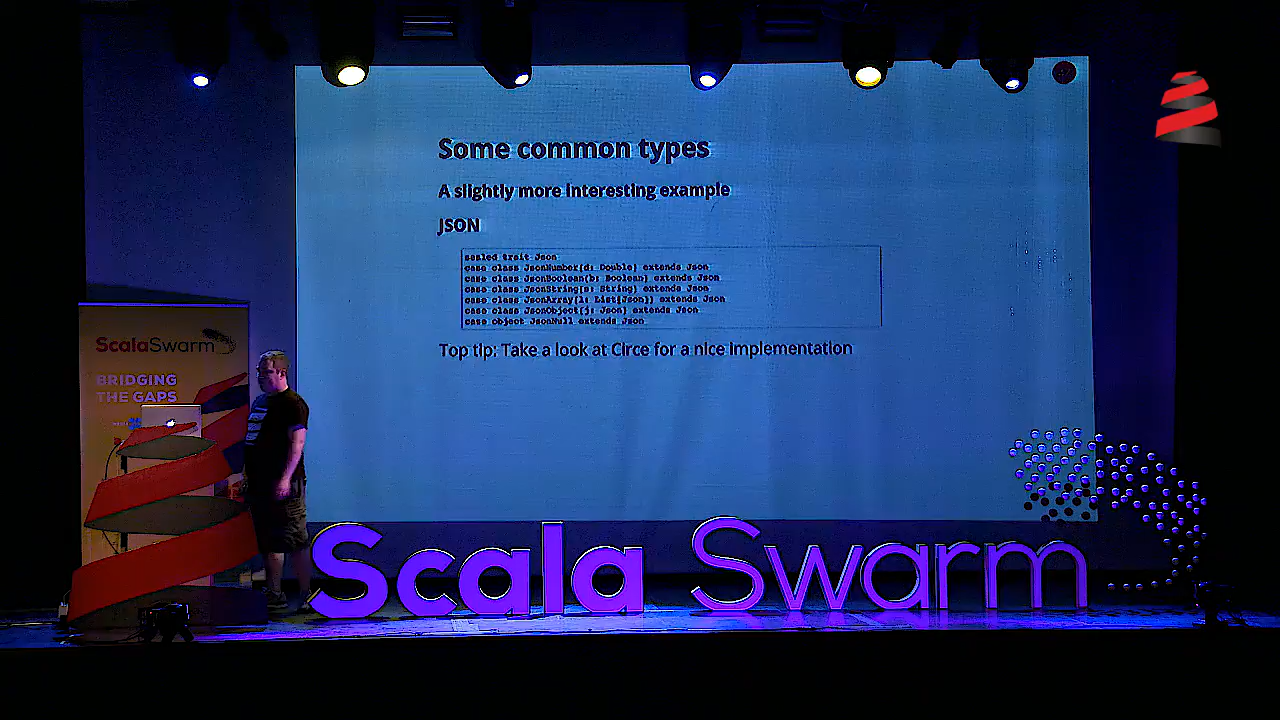 Some common types
A slightly more interesting example
JSON
sealed trait Json
case class JsonNumber(d: Double) extends Json
case class JsonBoolean(b: Boolean) extends Json
case class JsonString(s: String) extends Json
case class JsonArray(l: List[Json]) extends Json
case class JsonObject(j: Json) extends Json
case object JsonNull extends Json
Top tip: Take a look at Circe for a nice implementation
ScalaSwarm
BRIDGING
THE GAPS
Scala Swarm